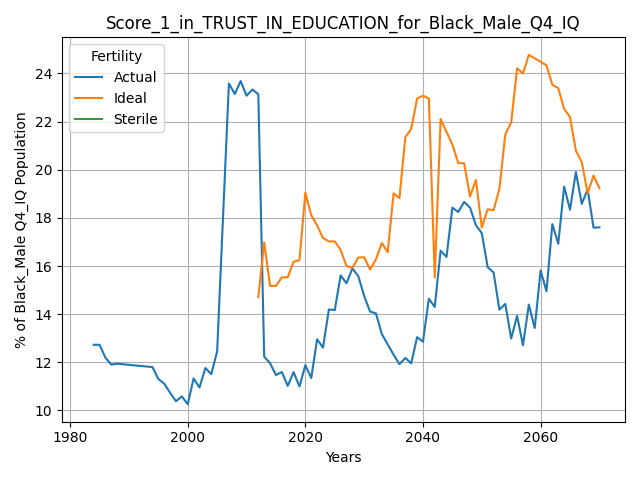 Score_1_in_TRUST_IN_EDUCATION_for_Black_Male_Q4_IQ
Fertility
Actual
Ideal
Sterile
% of Black_Male Q4_IQ Population
24
22
20
18
16
14
12
10
1980
2000
2020
2040
2060
Years